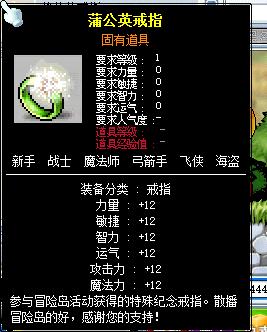 蒲公英戒指
固有道具
要求等级: 1
要求力量: 0
要求敏捷: 0
要求智力: 0
要求运气: 0
要求人气度: -
道具等级: -
道具经验值: -
新手 战士 魔法师 弓箭手 飞侠 海盗
装备分类 : 戒指
力量 : +12
敏捷 : +12
智力 : +12
运气 : +12
攻击力 : +12
魔法力 : +12
参与冒险岛活动获得的特殊纪念戒指。散播
冒险岛的好，感谢您的支持！
444